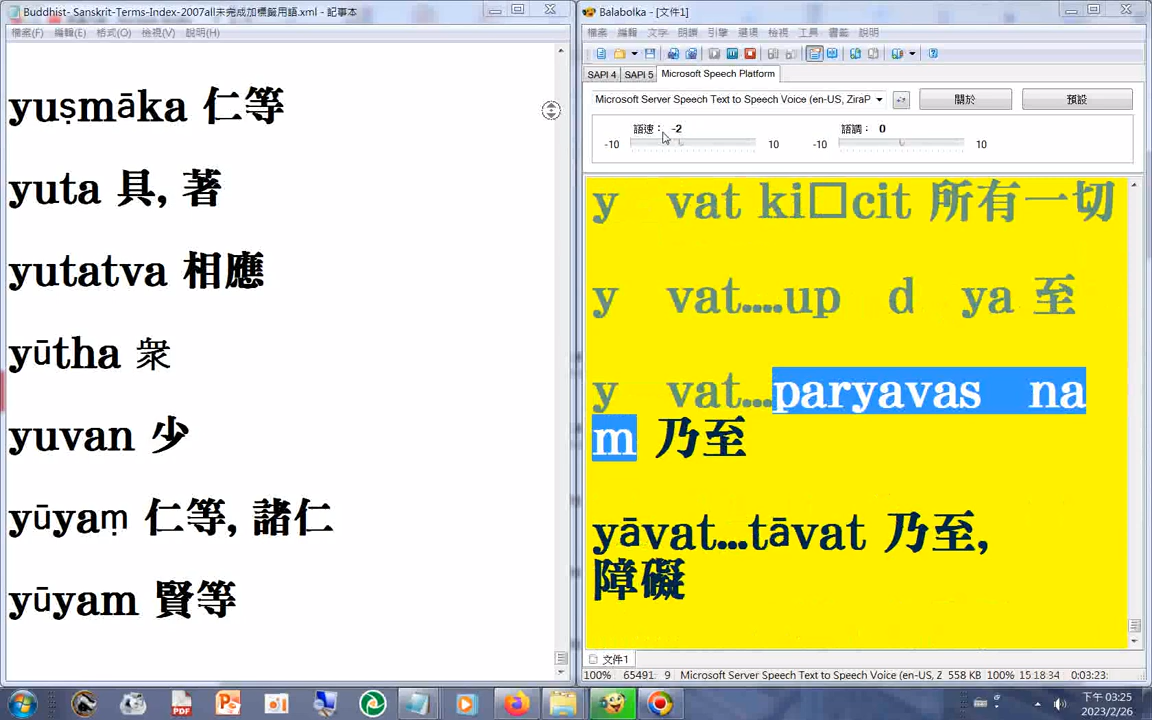 Buddhist- Sanskrit-Terms-Index-2007all未完成加標籤用語.xml - 記事本
檔案(F) 編輯(E) 格式(O) 檢視(V) 說明(H)
yuṣmāka 仁等
yuta 具, 著
yutatva 相應
yūtha 衆
yuvan 少
yūyaṃ 仁等, 諸仁
yūyam 賢等
Balabolka - [文件1]
檔案 編輯 文字 朗讀 引擎 選項 檢視 工具 書籤 說明
SAPI 4 SAPI 5 Microsoft Speech Platform
Microsoft Server Speech Text to Speech Voice (en-US, ZiraP 關於 預設
語速: -2 語調: 0
-10 10 -10 10
y vat ki□cit 所有一切
y vat....up d ya 至
y vat...paryavas na
m 乃至
yāvat...tāvat 乃至,
障礙
文件1
100% 65491: 9 Microsoft Server Speech Text to Speech Voice (en-US, Z 558 KB 100% 15:18:34 0:03:23:
PDF
下午 03:25
2023/2/26